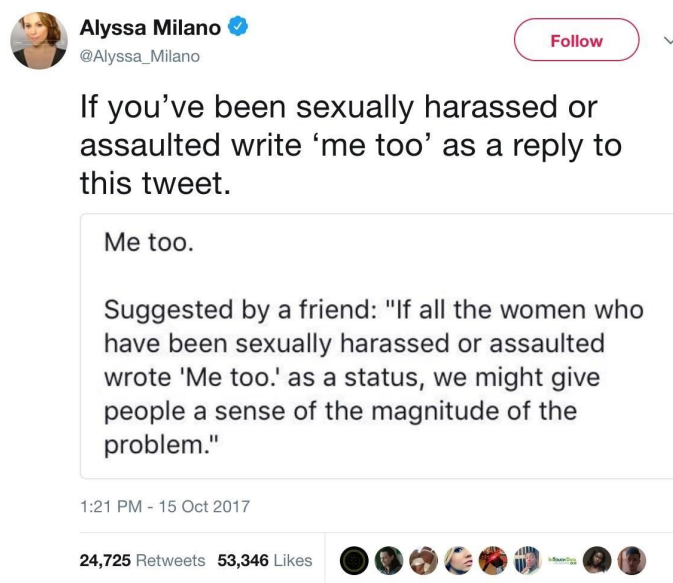 Alyssa Milano
@Alyssa_Milano
Follow
If you’ve been sexually harassed or
assaulted write ‘me too’ as a reply to
this tweet.
Me too.
Suggested by a friend: "If all the women who
have been sexually harassed or assaulted
wrote 'Me too.' as a status, we might give
people a sense of the magnitude of the
problem."
1:21 PM - 15 Oct 2017
24,725 Retweets 53,346 Likes